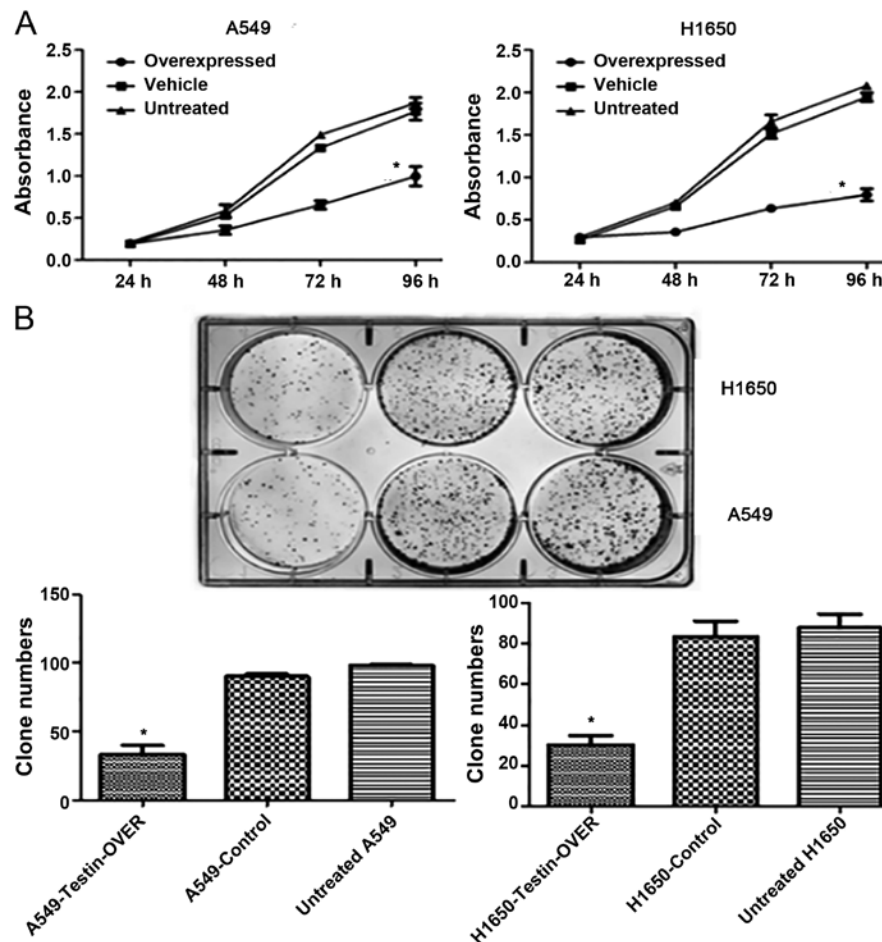 A
A549
Overexpressed
Vehicle
Untreated
Absorbance
2.5
2.0
1.5
1.0
0.5
0.0
*
24 h 48 h 72 h 96 h
H1650
Overexpressed
Vehicle
Untreated
Absorbance
2.5
2.0
1.5
1.0
0.5
0.0
*
24 h 48 h 72 h 96 h
B
H1650
A549
Clone numbers
150
100
50
0
*
A549-Testin-OVER
A549-Control
Untreated A549
Clone numbers
100
80
60
40
20
0
*
H1650-Testin-OVER
H1650-Control
Untreated H1650